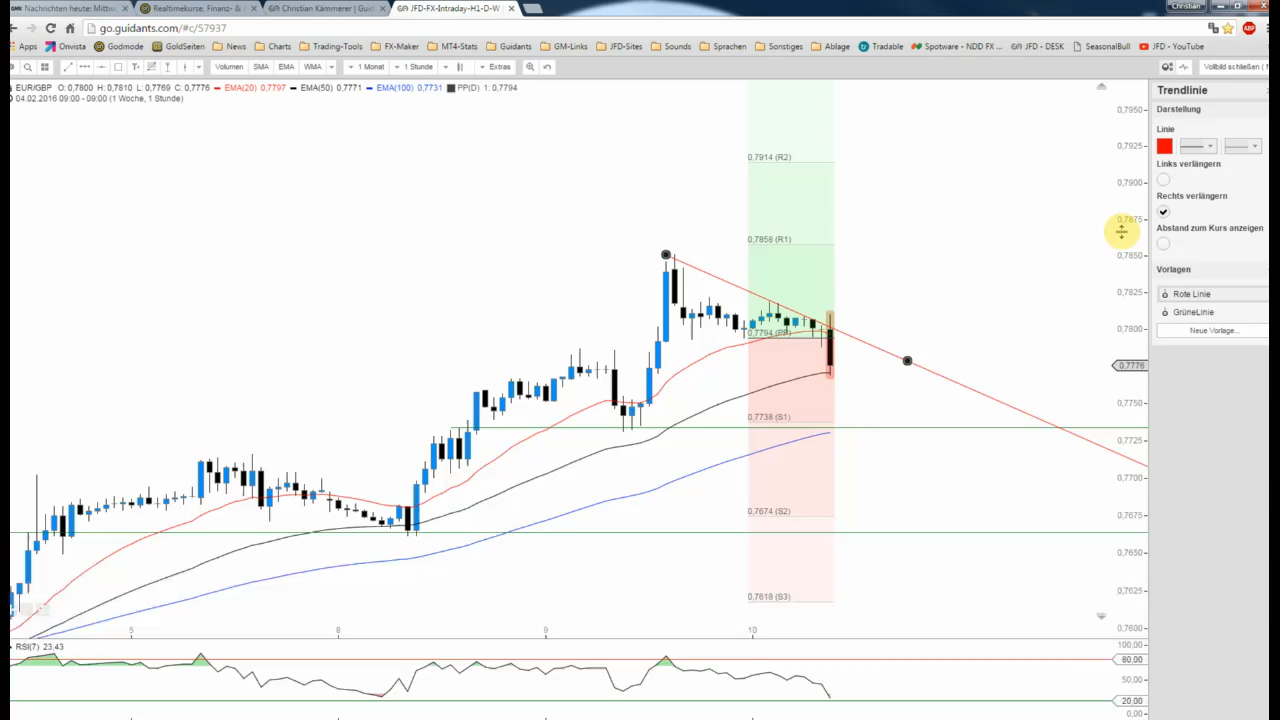 Nachrichten heute: Mittwo
Realtimekurse, Finanz- & B
Christian Kämmerer | Guid
JFD-FX-Intraday-H1-D-W
Christian
go.guidants.com/#c/57937
Apps
Onvista
Godmode
GoldSeiten
News
Charts
Trading-Tools
FX-Maker
MT4-Stats
Guidants
GM-Links
JFD-Sites
Sounds
Sprachen
Sonstiges
Ablage
Tradable
Spotware - NDD FX ...
JFD - DESK
SeasonalBull
JFD - YouTube
Volumen
SMA
EMA
WMA
1 Monat
1 Stunde
Extras
Vollbild schließen (
EUR/GBP O: 0,7800 H: 0,7810 L: 0,7769 C: 0,7776 EMA(20) 0,7797 EMA(50) 0,7771 EMA(100) 0,7731 PP(D) 1: 0,7794
04.02.2016 09:00 - 09:00 (1 Woche, 1 Stunde)
0,7914 (R2)
0,7858 (R1)
0,7738 (S1)
0,7674 (S2)
0,7618 (S3)
0,7950
0,7925
0,7900
0,7875
0,7850
0,7825
0,7800
0,7776
0,7750
0,7725
0,7700
0,7675
0,7650
0,7625
0,7600
5
8
9
10
RSI(7) 23,43
100,00
80,00
50,00
20,00
0,00
Trendlinie
Darstellung
Linie
Links verlängern
Rechts verlängern
Abstand zum Kurs anzeigen
Vorlagen
Rote Linie
GrüneLinie
Neue Vorlage...